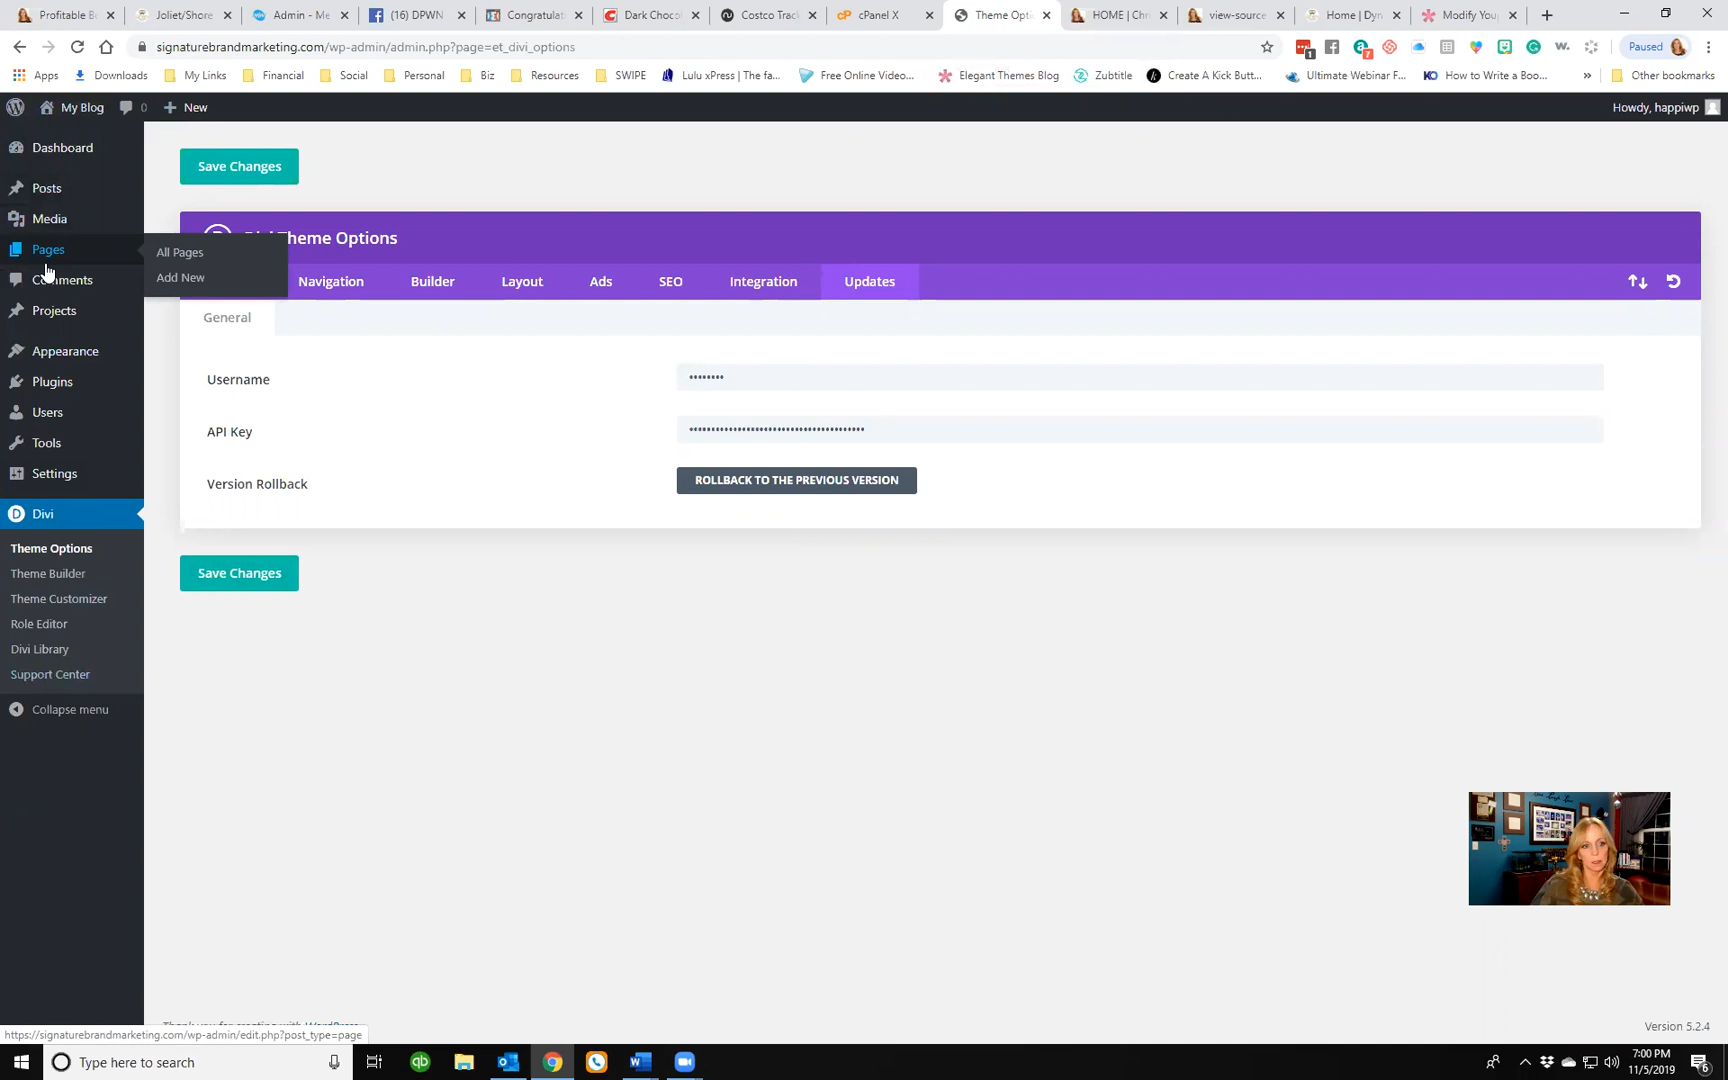 Profitable B
Joliet/Shore
Admin - Me
(16) DPWN
Congratulat
Dark Choco
Costco Track
cPanel X
Theme Opti
HOME | Chr
view-source
Home | Dyn
Modify You
signaturebrandmarketing.com/wp-admin/admin.php?page=et_divi_options
Paused
Apps
Downloads
My Links
Financial
Social
Personal
Biz
Resources
SWIPE
Lulu xPress | The fa...
Free Online Video...
Elegant Themes Blog
Zubtitle
Create A Kick Butt...
Ultimate Webinar F...
KO How to Write a Boo...
»
Other bookmarks
My Blog
0
New
Howdy, happiwp
Dashboard
Posts
Media
Pages
Comments
Projects
Appearance
Plugins
Users
Tools
Settings
Divi
Theme Options
Theme Builder
Theme Customizer
Role Editor
Divi Library
Support Center
Collapse menu
All Pages
Add New
Save Changes
Theme Options
Navigation
Builder
Layout
Ads
SEO
Integration
Updates
General
Username
••••••••
API Key
Version Rollback
ROLLBACK TO THE PREVIOUS VERSION
Save Changes
Thank you for creating with WordPress
Version 5.2.4
https://signaturebrandmarketing.com/wp-admin/edit.php?post_type=page
Type here to search
7:00 PM
11/5/2019
6